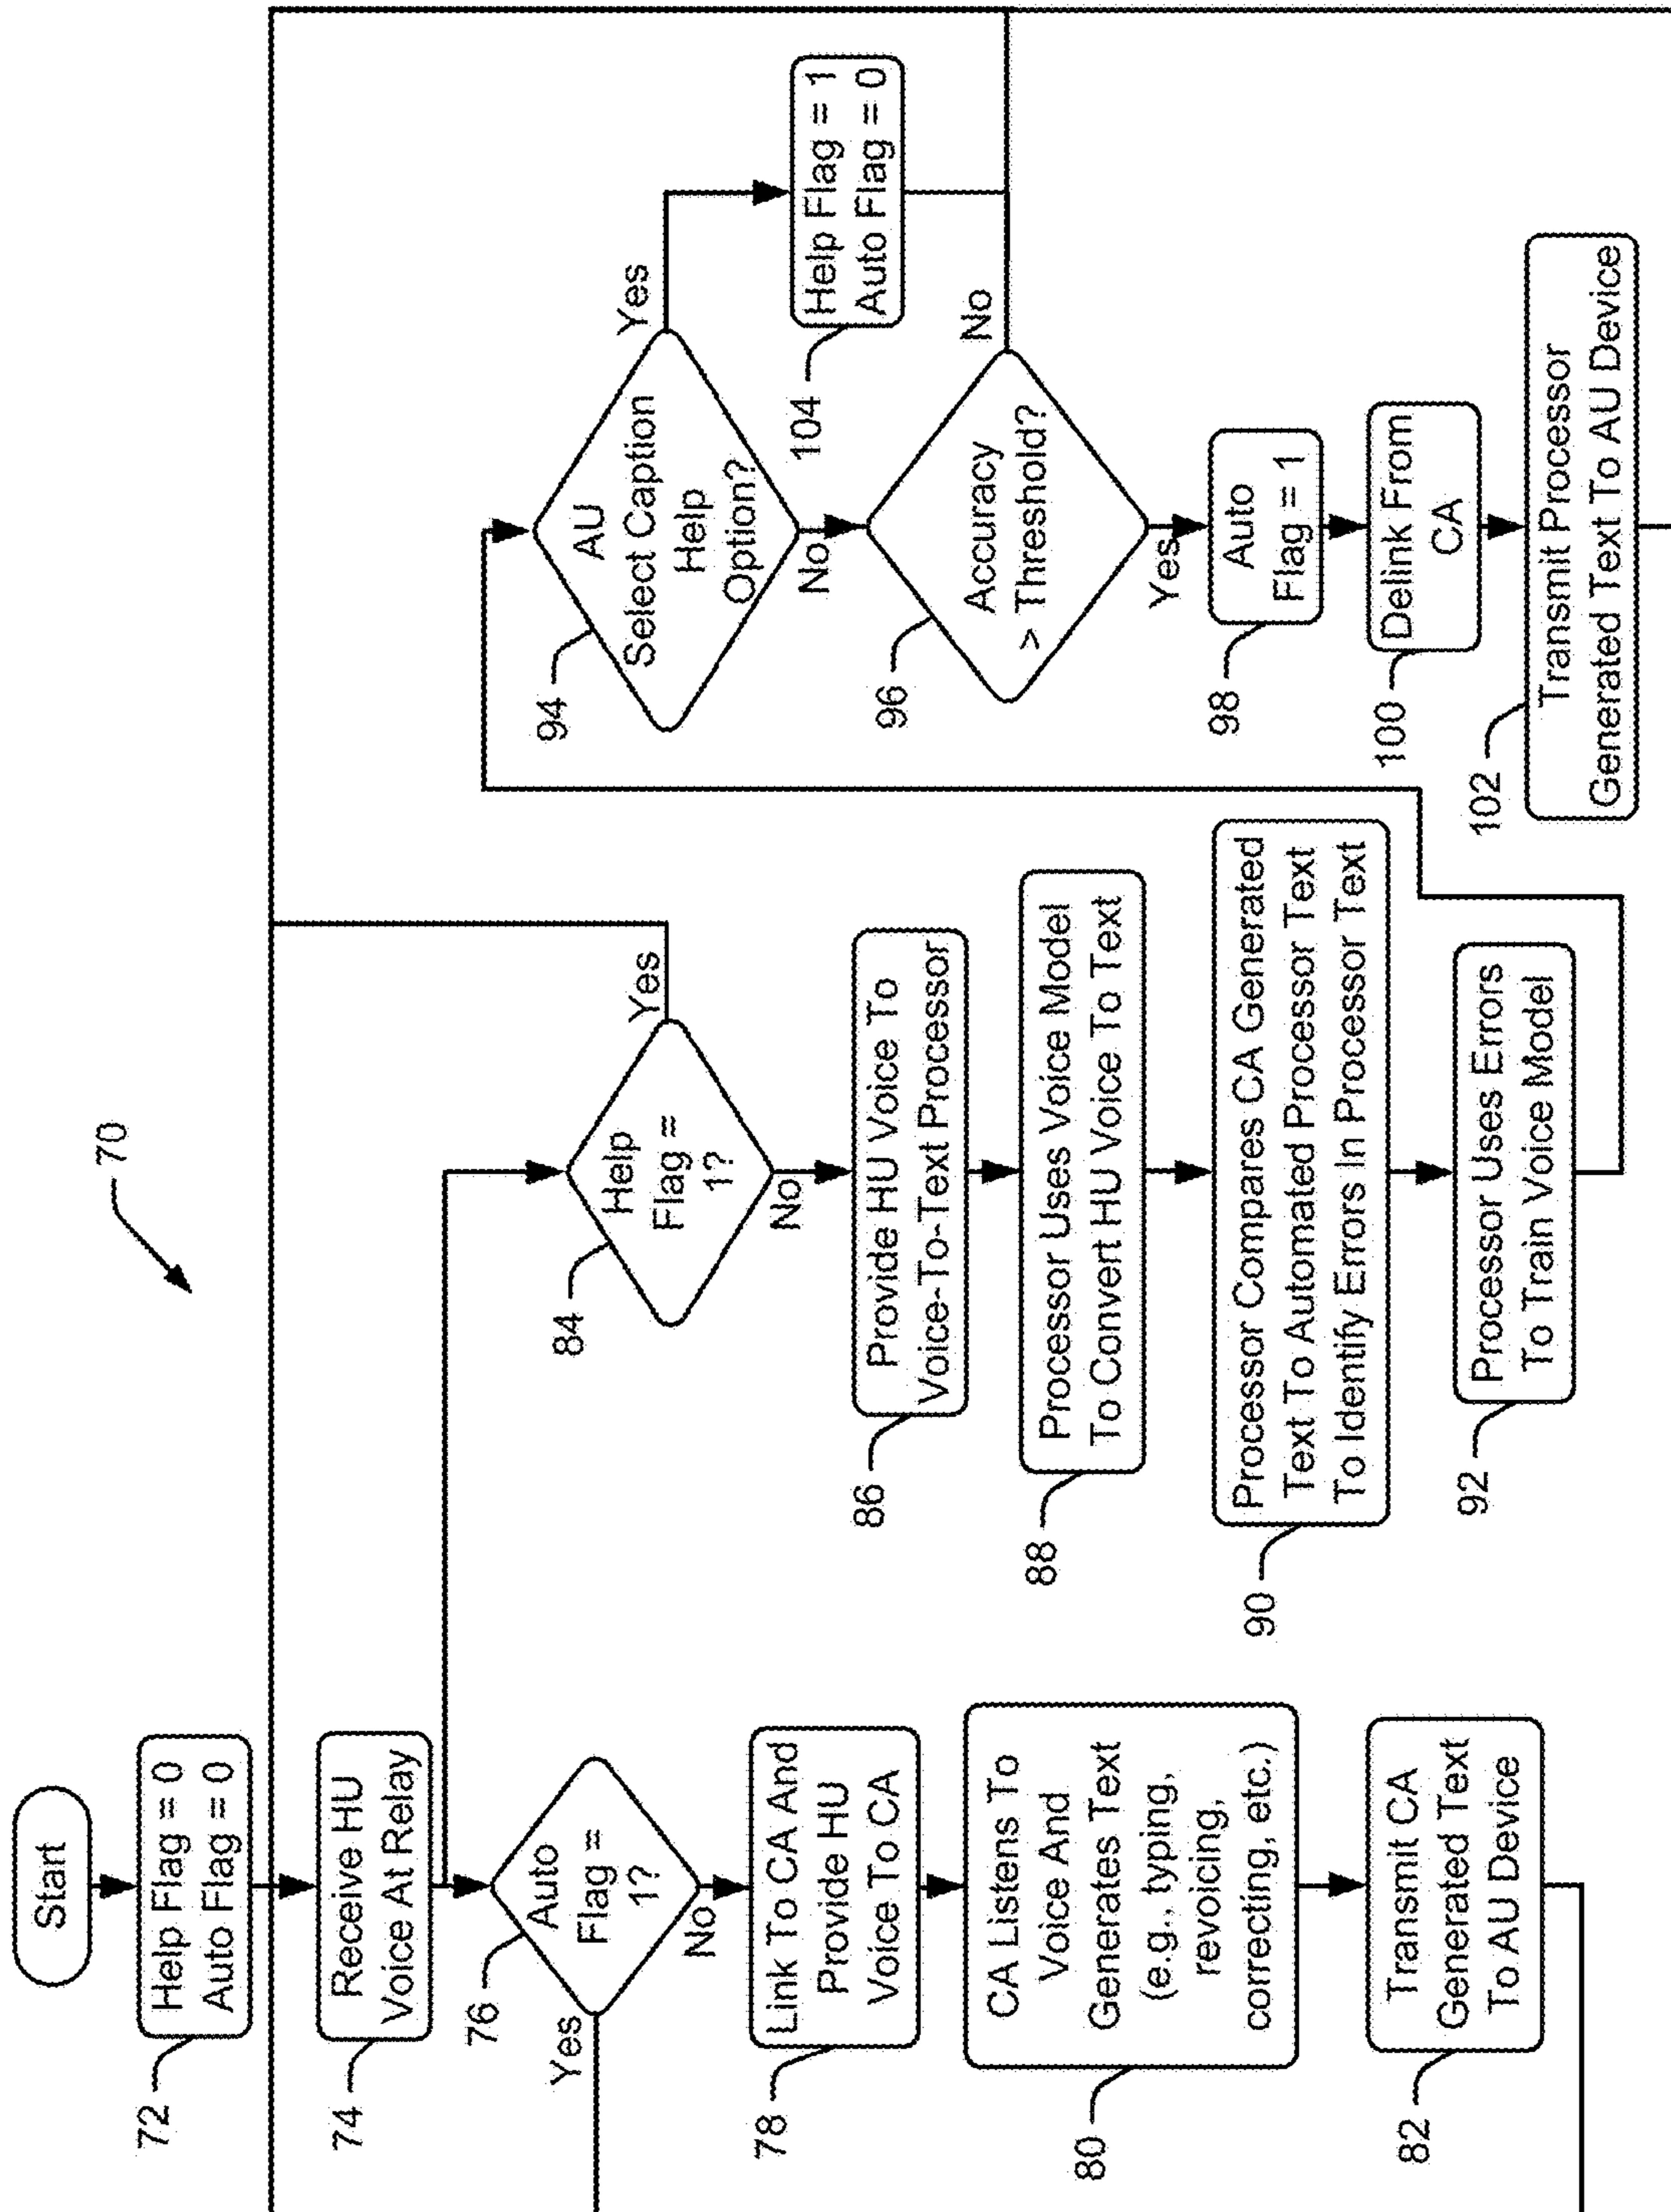 70
Start
72
Help Flag = 0
Auto Flag = 0
74
Receive HU
Voice At Relay
76
Auto
Flag =
1?
Yes
No
78
Link To CA And
Provide HU
Voice To CA
80
CA Listens To
Voice And
Generates Text
(e.g., typing,
revoicing,
correcting, etc.)
82
Transmit CA
Generated Text
To AU Device
84
Help
Flag =
1?
Yes
No
86
Provide HU Voice To
Voice-To-Text Processor
88
Processor Uses Voice Model
To Convert HU Voice To Text
90
Processor Compares CA Generated
Text To Automated Processor Text
To Identify Errors In Processor Text
92
Processor Uses Errors
To Train Voice Model
94
AU
Select Caption
Help
Option?
Yes
No
104
Help Flag = 1
Auto Flag = 0
96
Accuracy
> Threshold?
No
Yes
98
Auto
Flag = 1
100
Delink From
CA
102
Transmit Processor
Generated Text To AU Device